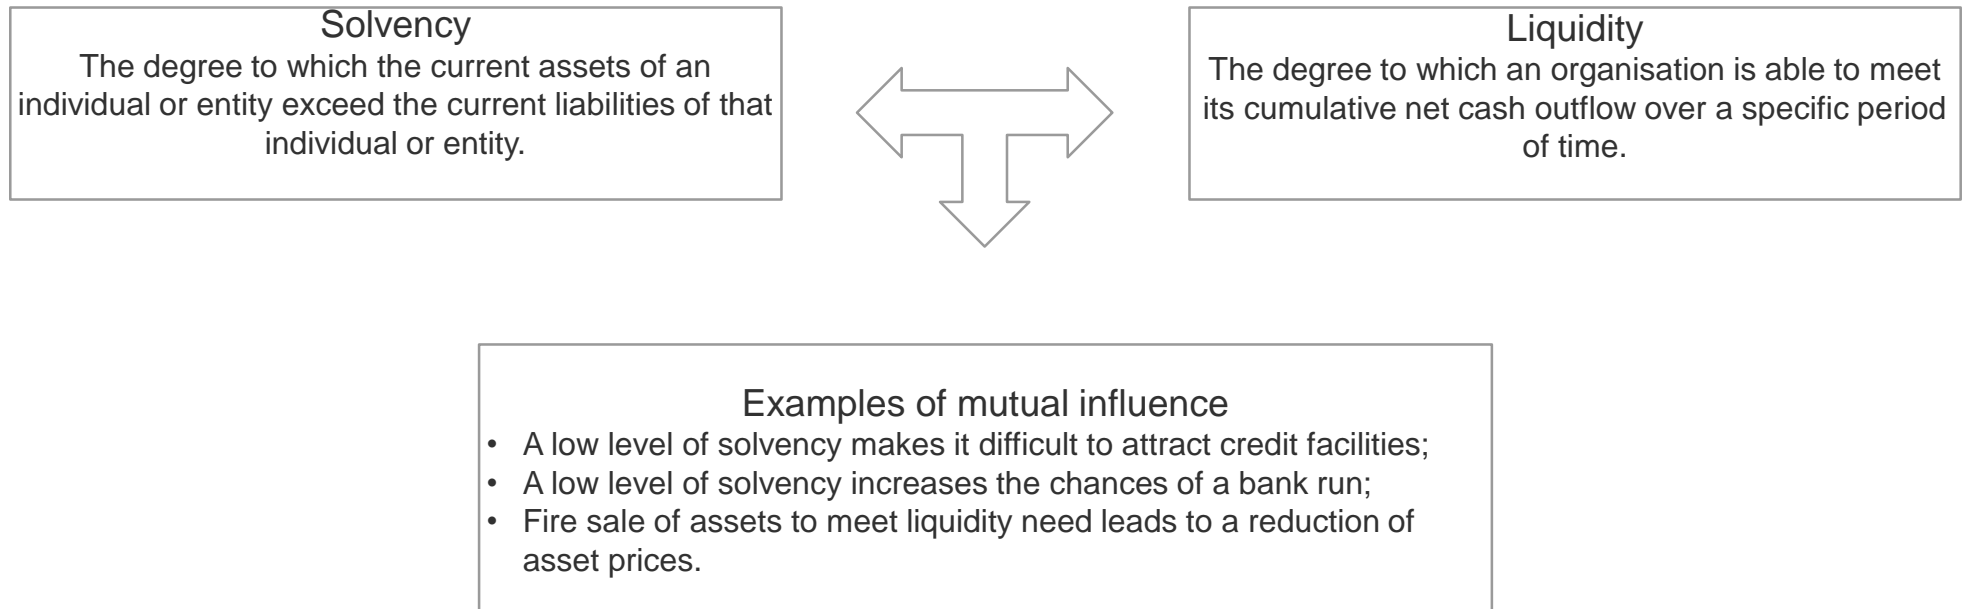 Solvency
The degree to which the current assets of an
individual or entity exceed the current liabilities of that
individual or entity.
Liquidity
The degree to which an organisation is able to meet
its cumulative net cash outflow over a specific period
of time.
Examples of mutual influence
• A low level of solvency makes it difficult to attract credit facilities;
• A low level of solvency increases the chances of a bank run;
• Fire sale of assets to meet liquidity need leads to a reduction of
asset prices.